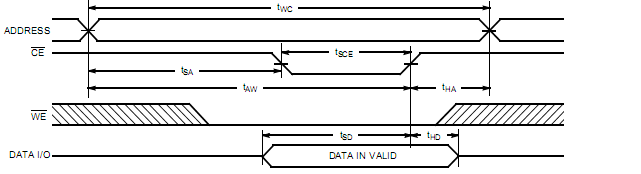 tWC
ADDRESS
CE
tSCE
tSA
tAW
tHA
WE
tSD
tHD
DATA I/O
DATA IN VALID